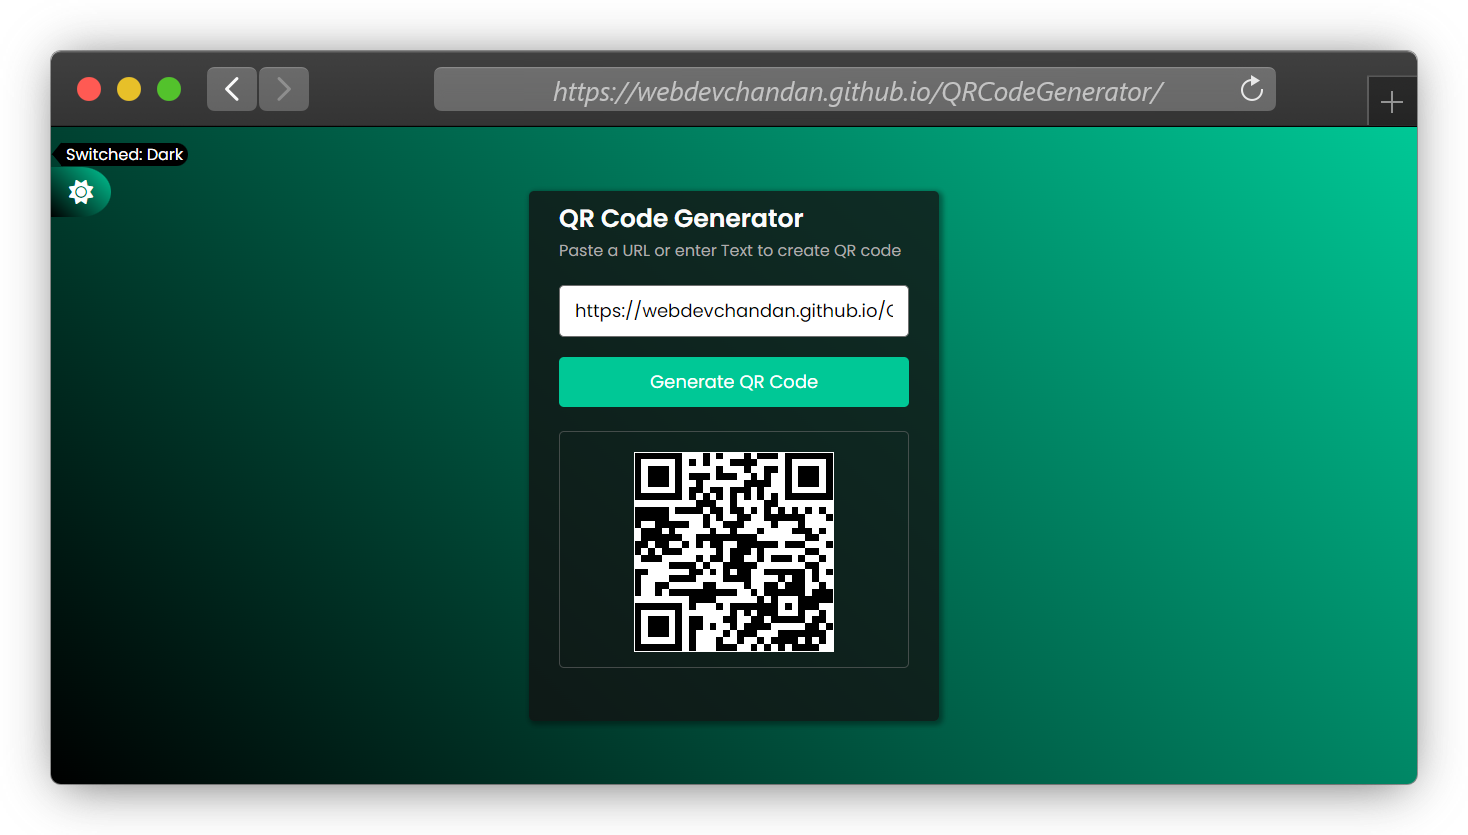 https://webdevchandan.github.io/QRCodeGenerator/
Switched: Dark
QR Code Generator
Paste a URL or enter Text to create QR code
https://webdevchandan.github.io/
Generate QR Code